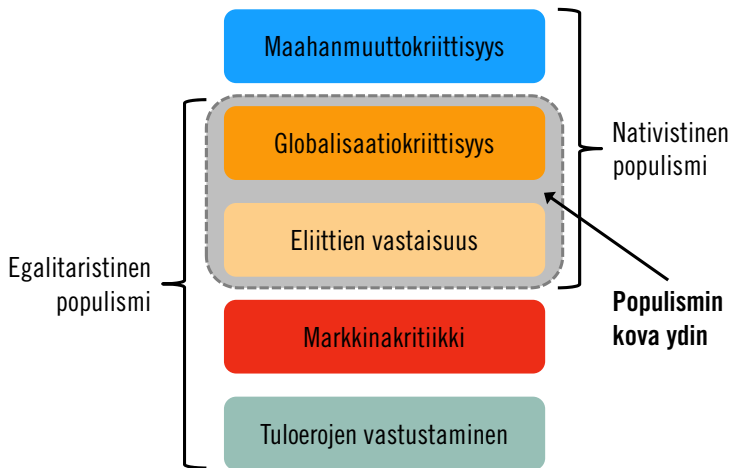 Maahanmuuttokriittisyys
Globalisaatiokriittisyys
Nativistinen
populismi
Eliittien vastaisuus
Egalitaristinen
populismi
Populismin
kova ydin
Markkinakritiikki
Tuloerojen vastustaminen